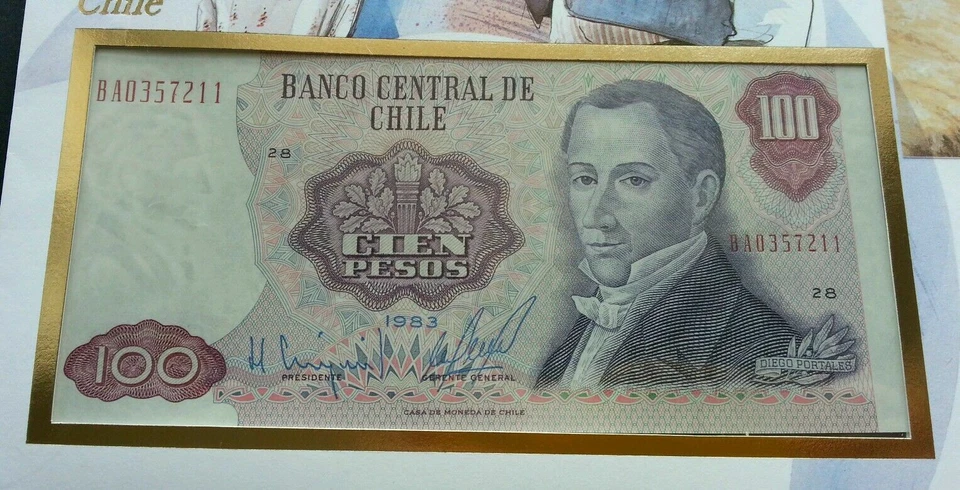 Chile
BA0357211
BANCO CENTRAL DE
CHILE
100
28
CIEN
PESOS
BA0357211
28
1983
100
PRESIDENTE
GERENTE GENERAL
DIEGO PORTALES
CASA DE MONEDA DE CHILE